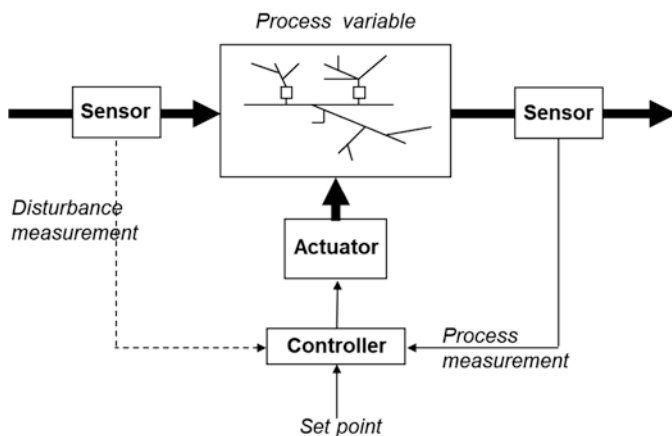 Process variable
Sensor
Sensor
Disturbance
measurement
Actuator
Controller
Process
measurement
Set point